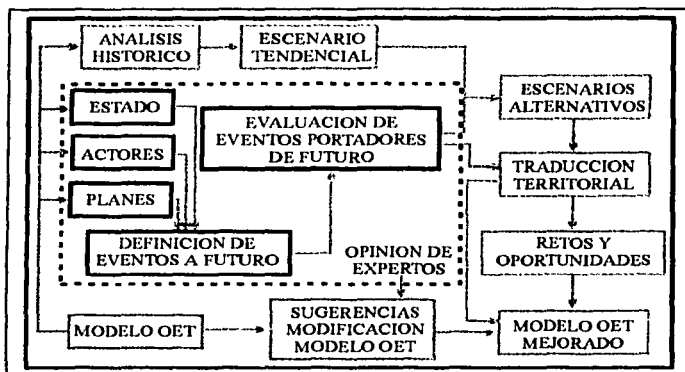 ANALISIS
HISTORICO
ESCENARIO
TENDENCIAL
ESTADO
ACTORES
PLANES
EVALUACION DE
EVENTOS PORTADORES
DE FUTURO
DEFINICION DE
EVENTOS A FUTURO
ESCENARIOS
ALTERNATIVOS
TRADUCCION
TERRITORIAL
RETOS Y
OPORTUNIDADES
OPINION DE
EXPERTOS
MODELO OET
SUGERENCIAS
MODIFICACION
MODELO OET
MODELO OET
MEJORADO